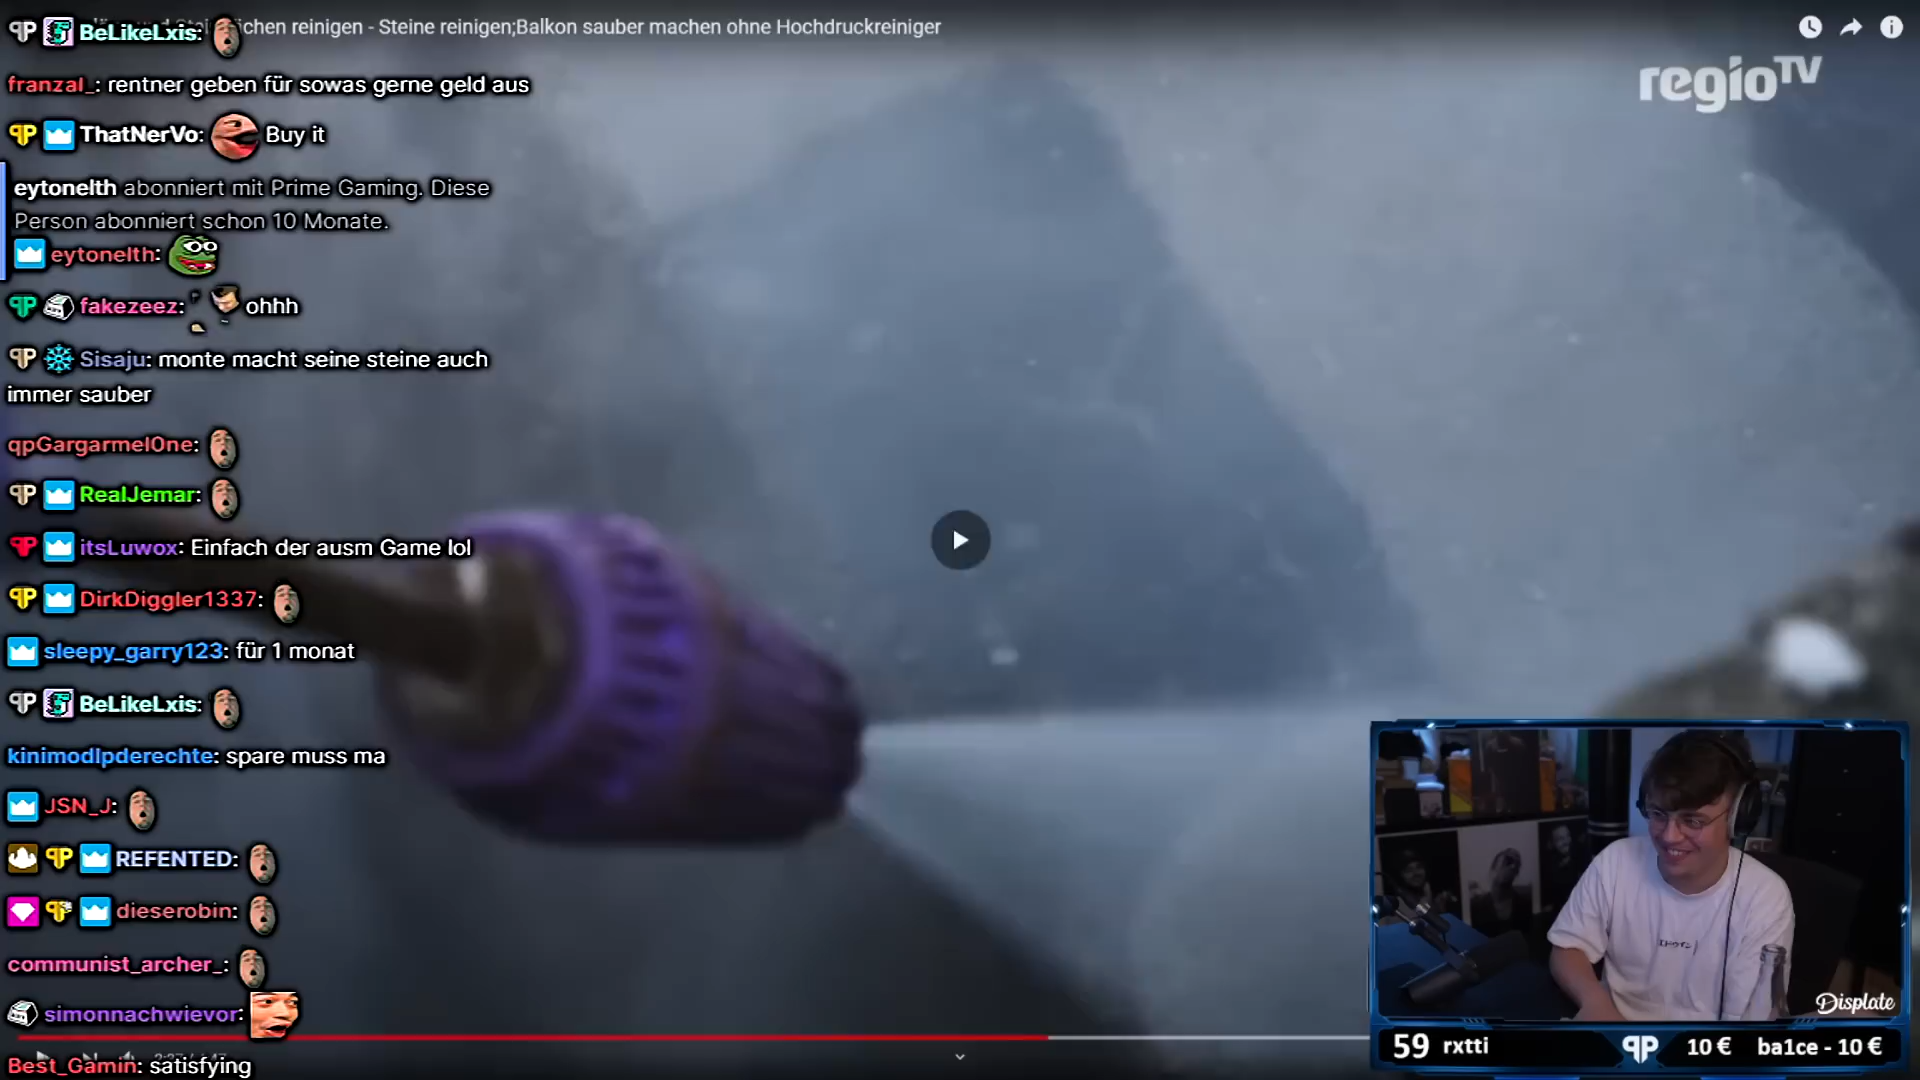 chen reinigen - Steine reinigen;Balkon sauber machen ohne Hochdruckreiniger
regioTV
BeLikeLxis:
franzal_: rentner geben für sowas gerne geld aus
ThatNerVo: Buy it
eytonelth abonniert mit Prime Gaming. Diese
Person abonniert schon 10 Monate.
eytonelth:
fakezeez: ohhh
Sisaju: monte macht seine steine auch
immer sauber
qpGargarmelOne:
RealJemar:
itsLuwox: Einfach der ausm Game lol
DirkDiggler1337:
sleepy_garry123: für 1 monat
BeLikeLxis:
kinimodlpderechte: spare muss ma
JSN_J:
REFENTED:
dieserobin:
communist_archer_:
simonnachwievor:
Best_Gamin: satisfying
Displate
59 rxtti
10 € ba1ce - 10 €